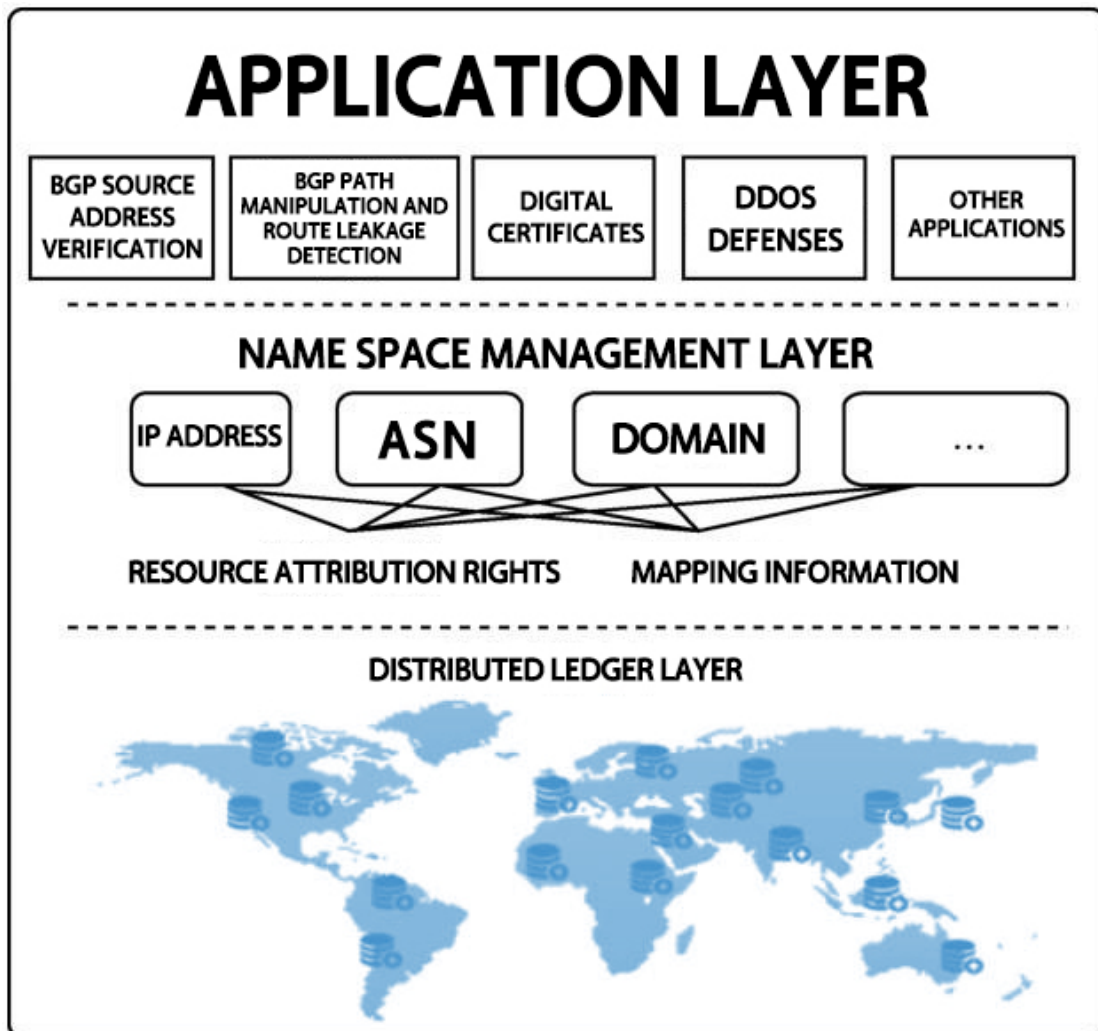 APPLICATION LAYER
BGP SOURCE
ADDRESS
VERIFICATION
BGP PATH
MANIPULATION AND
ROUTE LEAKAGE
DETECTION
DIGITAL
CERTIFICATES
DDOS
DEFENSES
OTHER
APPLICATIONS
NAME SPACE MANAGEMENT LAYER
IP ADDRESS
ASN
DOMAIN
...
RESOURCE ATTRIBUTION RIGHTS
MAPPING INFORMATION
DISTRIBUTED LEDGER LAYER